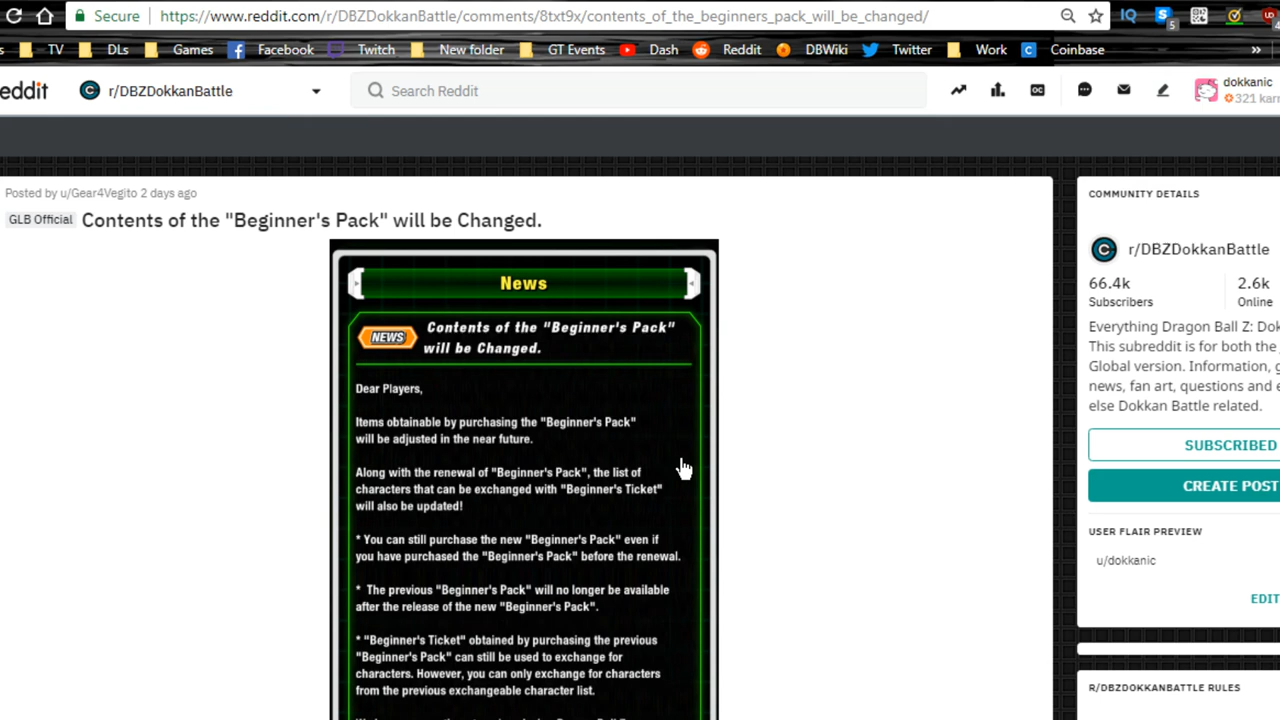 Secure https://www.reddit.com/r/DBZDokkanBattle/comments/8txt9x/contents_of_the_beginners_pack_will_be_changed/ IQ 5
s TV DLs Games Facebook Twitch New folder GT Events Dash Reddit DBWiki Twitter Work Coinbase »
eddit r/DBZDokkanBattle Search Reddit OC dokkanic
321 karm
Posted by u/Gear4Vegito 2 days ago
GLB Official Contents of the "Beginner's Pack" will be Changed.
News
NEWS Contents of the "Beginner's Pack"
will be Changed.
Dear Players,
Items obtainable by purchasing the "Beginner's Pack"
will be adjusted in the near future.
Along with the renewal of "Beginner's Pack", the list of
characters that can be exchanged with "Beginner's Ticket"
will also be updated!
* You can still purchase the new "Beginner's Pack" even if
you have purchased the "Beginner's Pack" before the renewal.
* The previous "Beginner's Pack" will no longer be available
after the release of the new "Beginner's Pack".
* "Beginner's Ticket" obtained by purchasing the previous
"Beginner's Pack" can still be used to exchange for
characters. However, you can only exchange for characters
from the previous exchangeable character list.
COMMUNITY DETAILS
r/DBZDokkanBattle
66.4k 2.6k
Subscribers Online
Everything Dragon Ball Z: Dok
This subreddit is for both the
Global version. Information, g
news, fan art, questions and e
else Dokkan Battle related.
SUBSCRIBED
CREATE POST
USER FLAIR PREVIEW
u/dokkanic
EDIT
R/DBZDOKKANBATTLE RULES